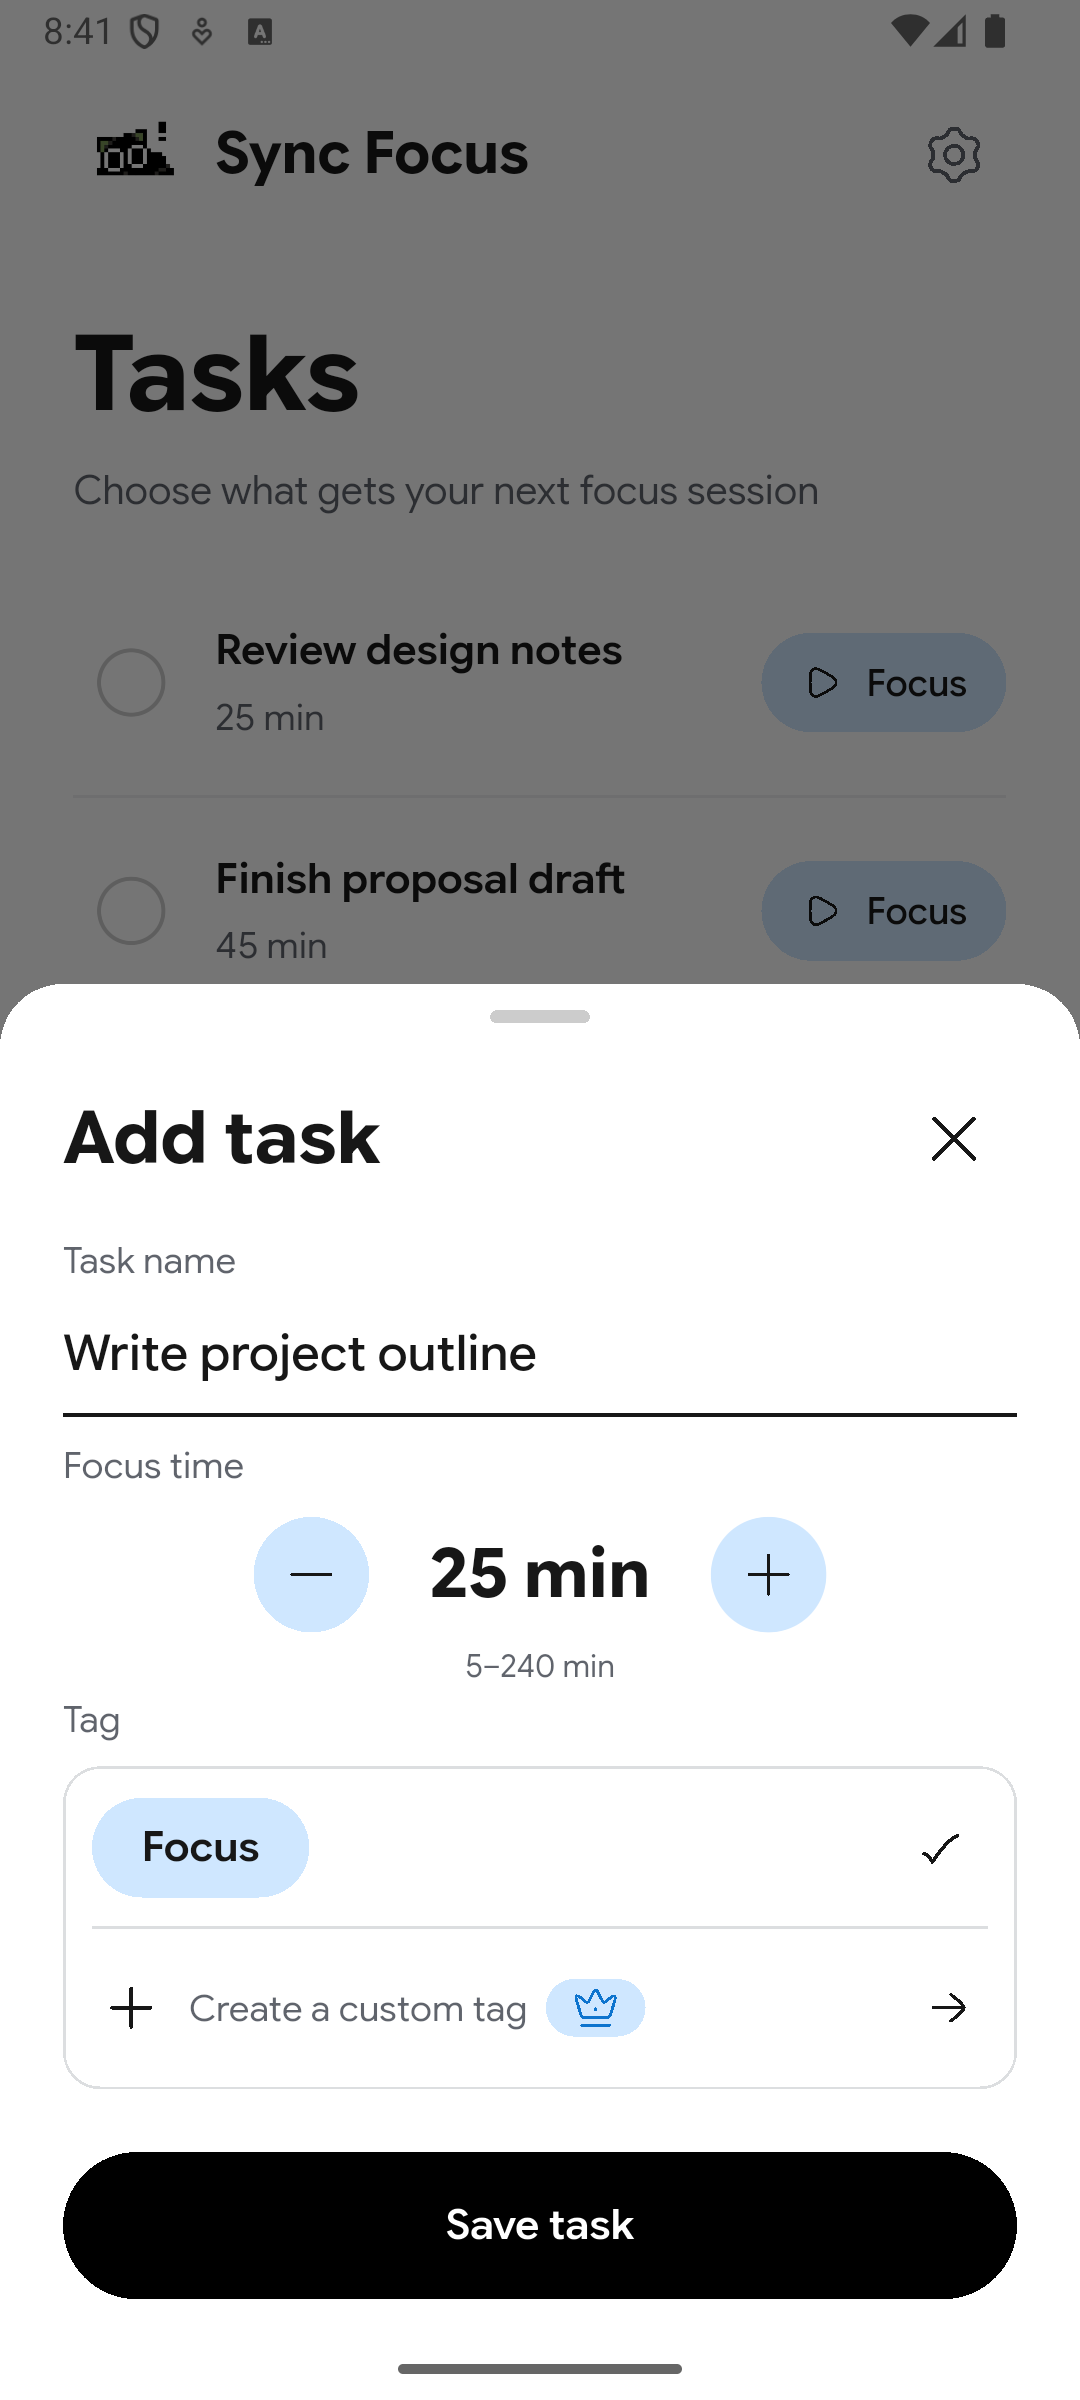 8:41
Sync Focus
Tasks
Choose what gets your next focus session
Review design notes
25 min
Focus
Finish proposal draft
45 min
Focus
Add task
Task name
Write project outline
Focus time
25 min
5–240 min
Tag
Focus
Create a custom tag
Save task